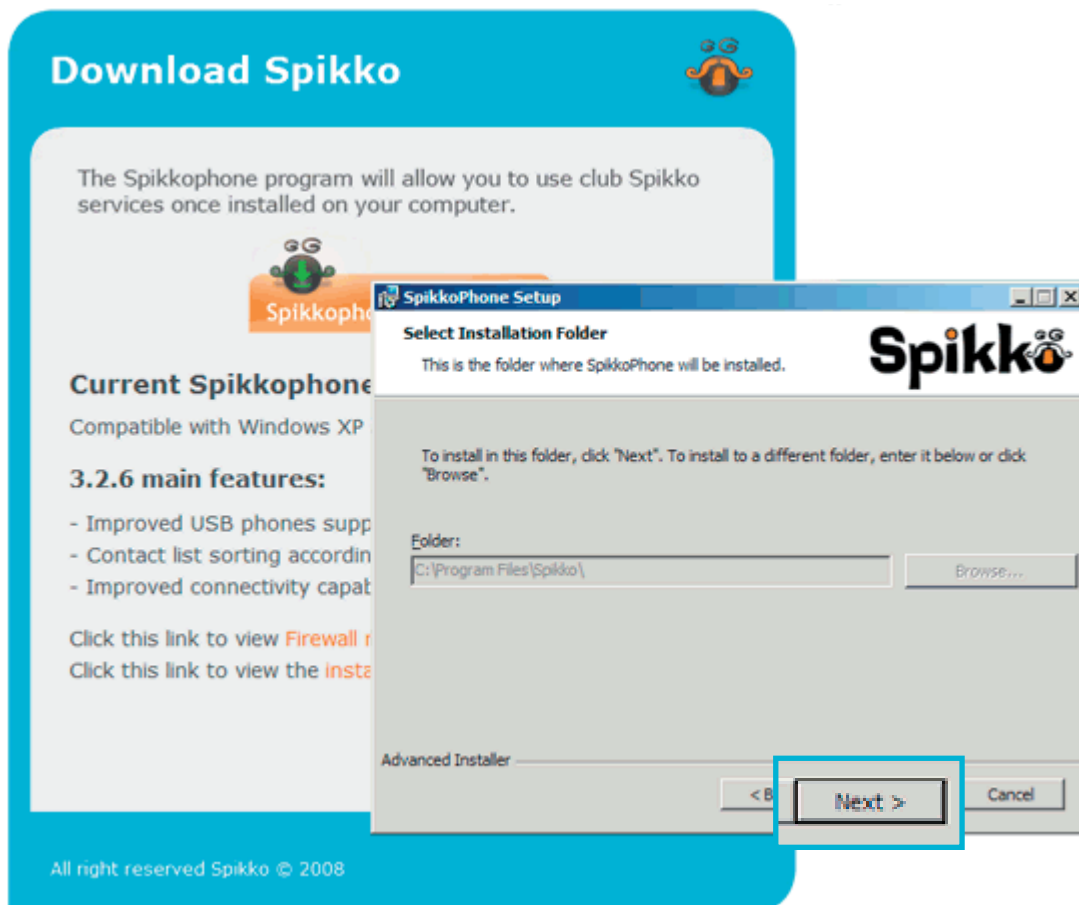 Download Spikko
The Spikkophone program will allow you to use club Spikko
services once installed on your computer.
Current Spikkophone
Compatible with Windows XP
3.2.6 main features:
- Improved USB phones
- Contact list sorting
- Improved connectivity
Click this link to view Firewall
Click this link to view the
All right reserved Spikko © 2008
SpikkoPhone Setup
Select Installation Folder
This is the folder where SpikkoPhone will be installed.
Spikko
To install in this folder, click "Next". To install to a different folder, enter it below or click
"Browse".
Folder:
C:\Program Files\Spikko\
Browse...
Advanced Installer
<
Next >
Cancel